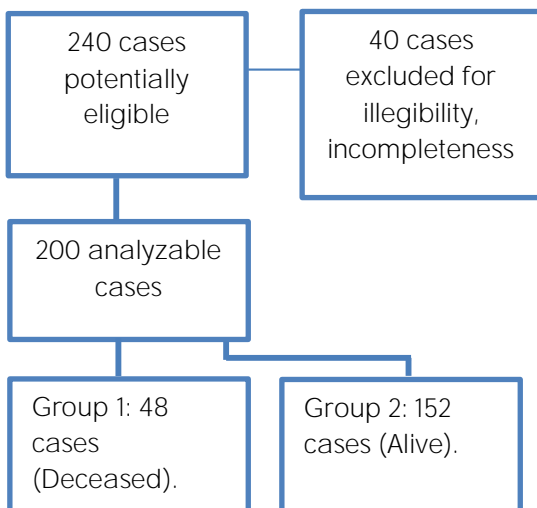 240 cases
potentially
eligible
40 cases
excluded for
illegibility,
incompleteness
200 analyzable
cases
Group 1: 48
cases
(Deceased).
Group 2: 152
cases (Alive).